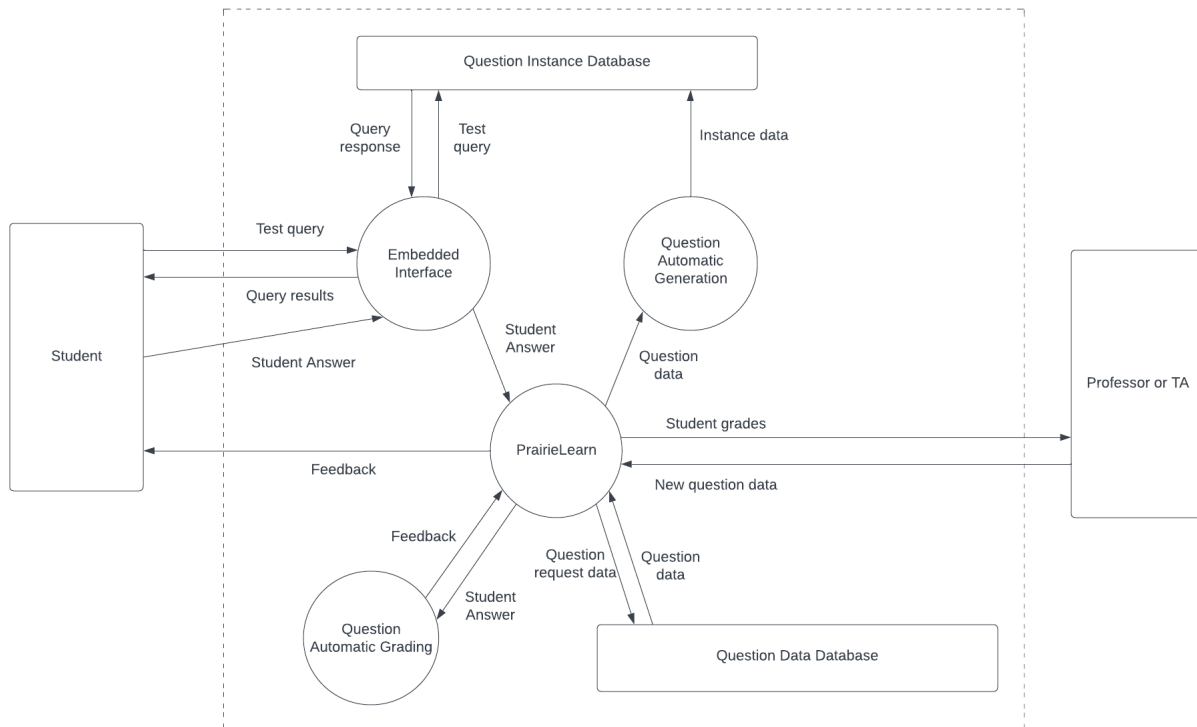 Question Instance Database
Query
response
Test
query
Instance data
Test query
Embedded
Interface
Question
Automatic
Generation
Query results
Student
Student Answer
Student
Answer
Question
data
Professor or TA
Student grades
PrairieLearn
Feedback
New question data
Feedback
Question
request data
Question
data
Student
Answer
Question
Automatic Grading
Question Data Database